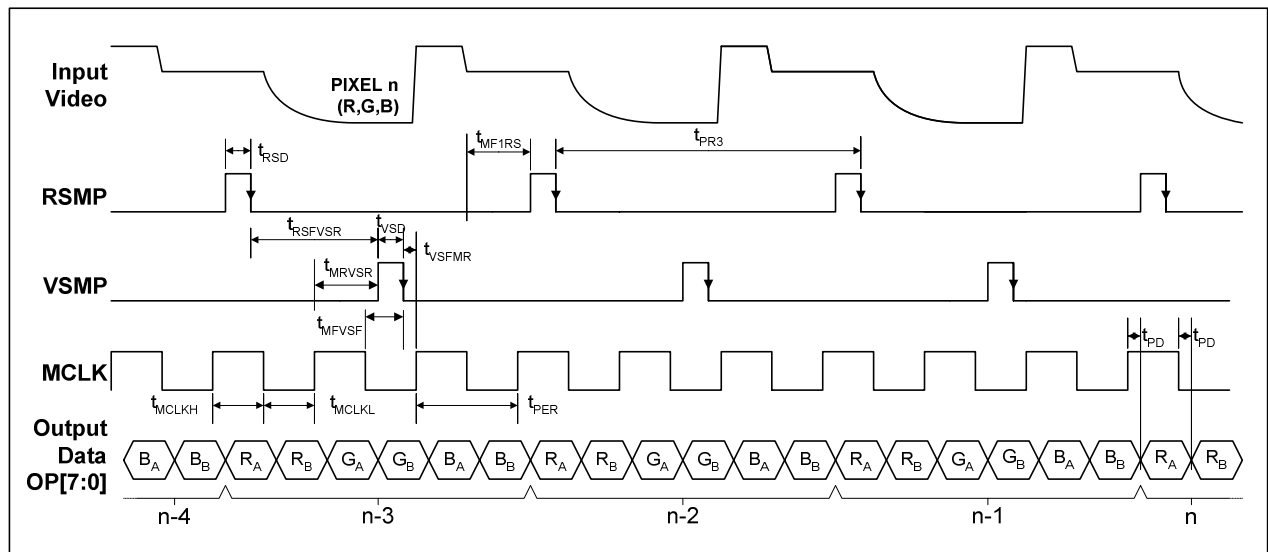 Input
Video
PIXEL n
(R,G,B)
tRSD
tMF1RS
tPR3
RSMP
tRSFVSR
tVSD
tVSFMR
tMRVSR
VSMP
tMFVSF
tPD tPD
MCLK
tMCLKH tMCLKL tPER
Output
Data
OP[7:0]
BA BB RA RB GA GB BA BB RA RB GA GB BA BB RA RB GA GB BA BB RA RB
n-4 n-3 n-2 n-1 n